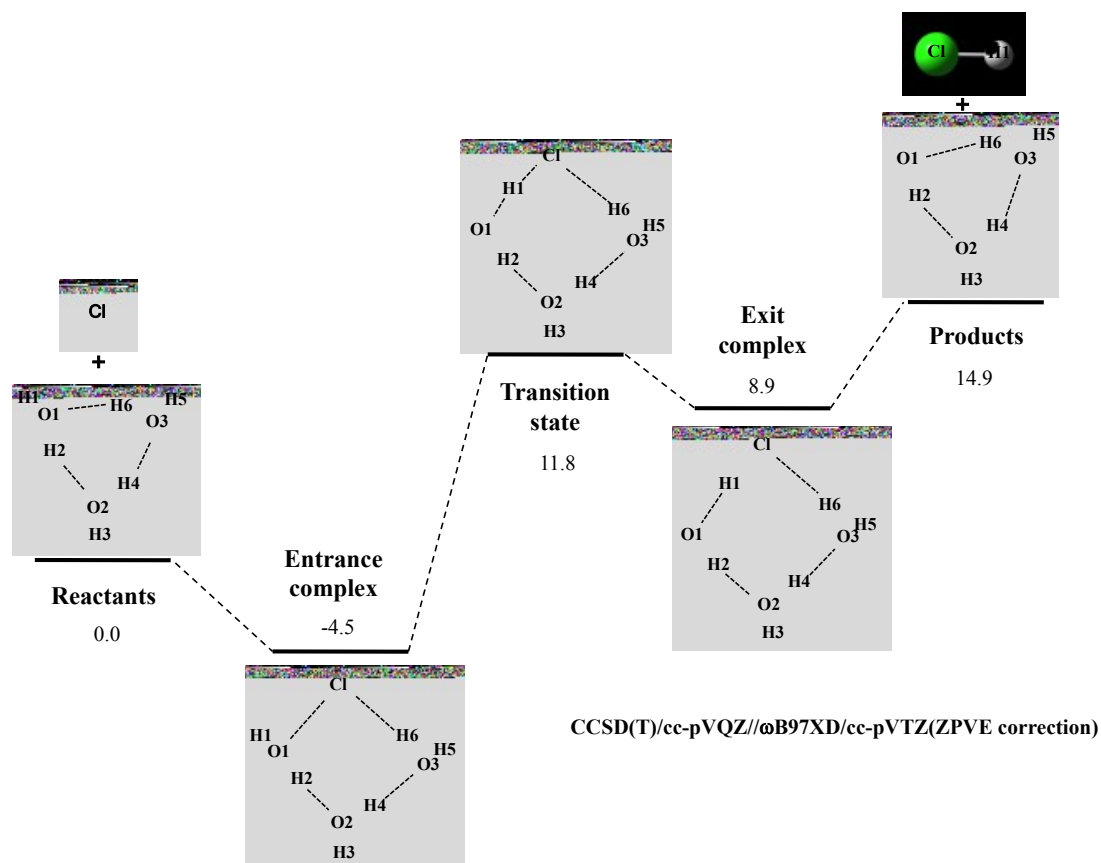 Cl H1
+
H5
H6
O1 O3
H2
H4
O2
H3
Products
14.9
Cl
H1
H6
H5
O1
O3
H2
H4
O2
H3
Transition
state
11.8
Exit
complex
8.9
Cl
H1
H6
H5
O1
O3
H2
H4
O2
H3
Cl
+
H1
H5
H6
O1
O3
H2
H4
O2
H3
Reactants
0.0
Entrance
complex
-4.5
Cl
H1
H6
O1
H5
O3
H2
H4
O2
H3
CCSD(T)/cc-pVQZ//ωB97XD/cc-pVTZ(ZPVE correction)